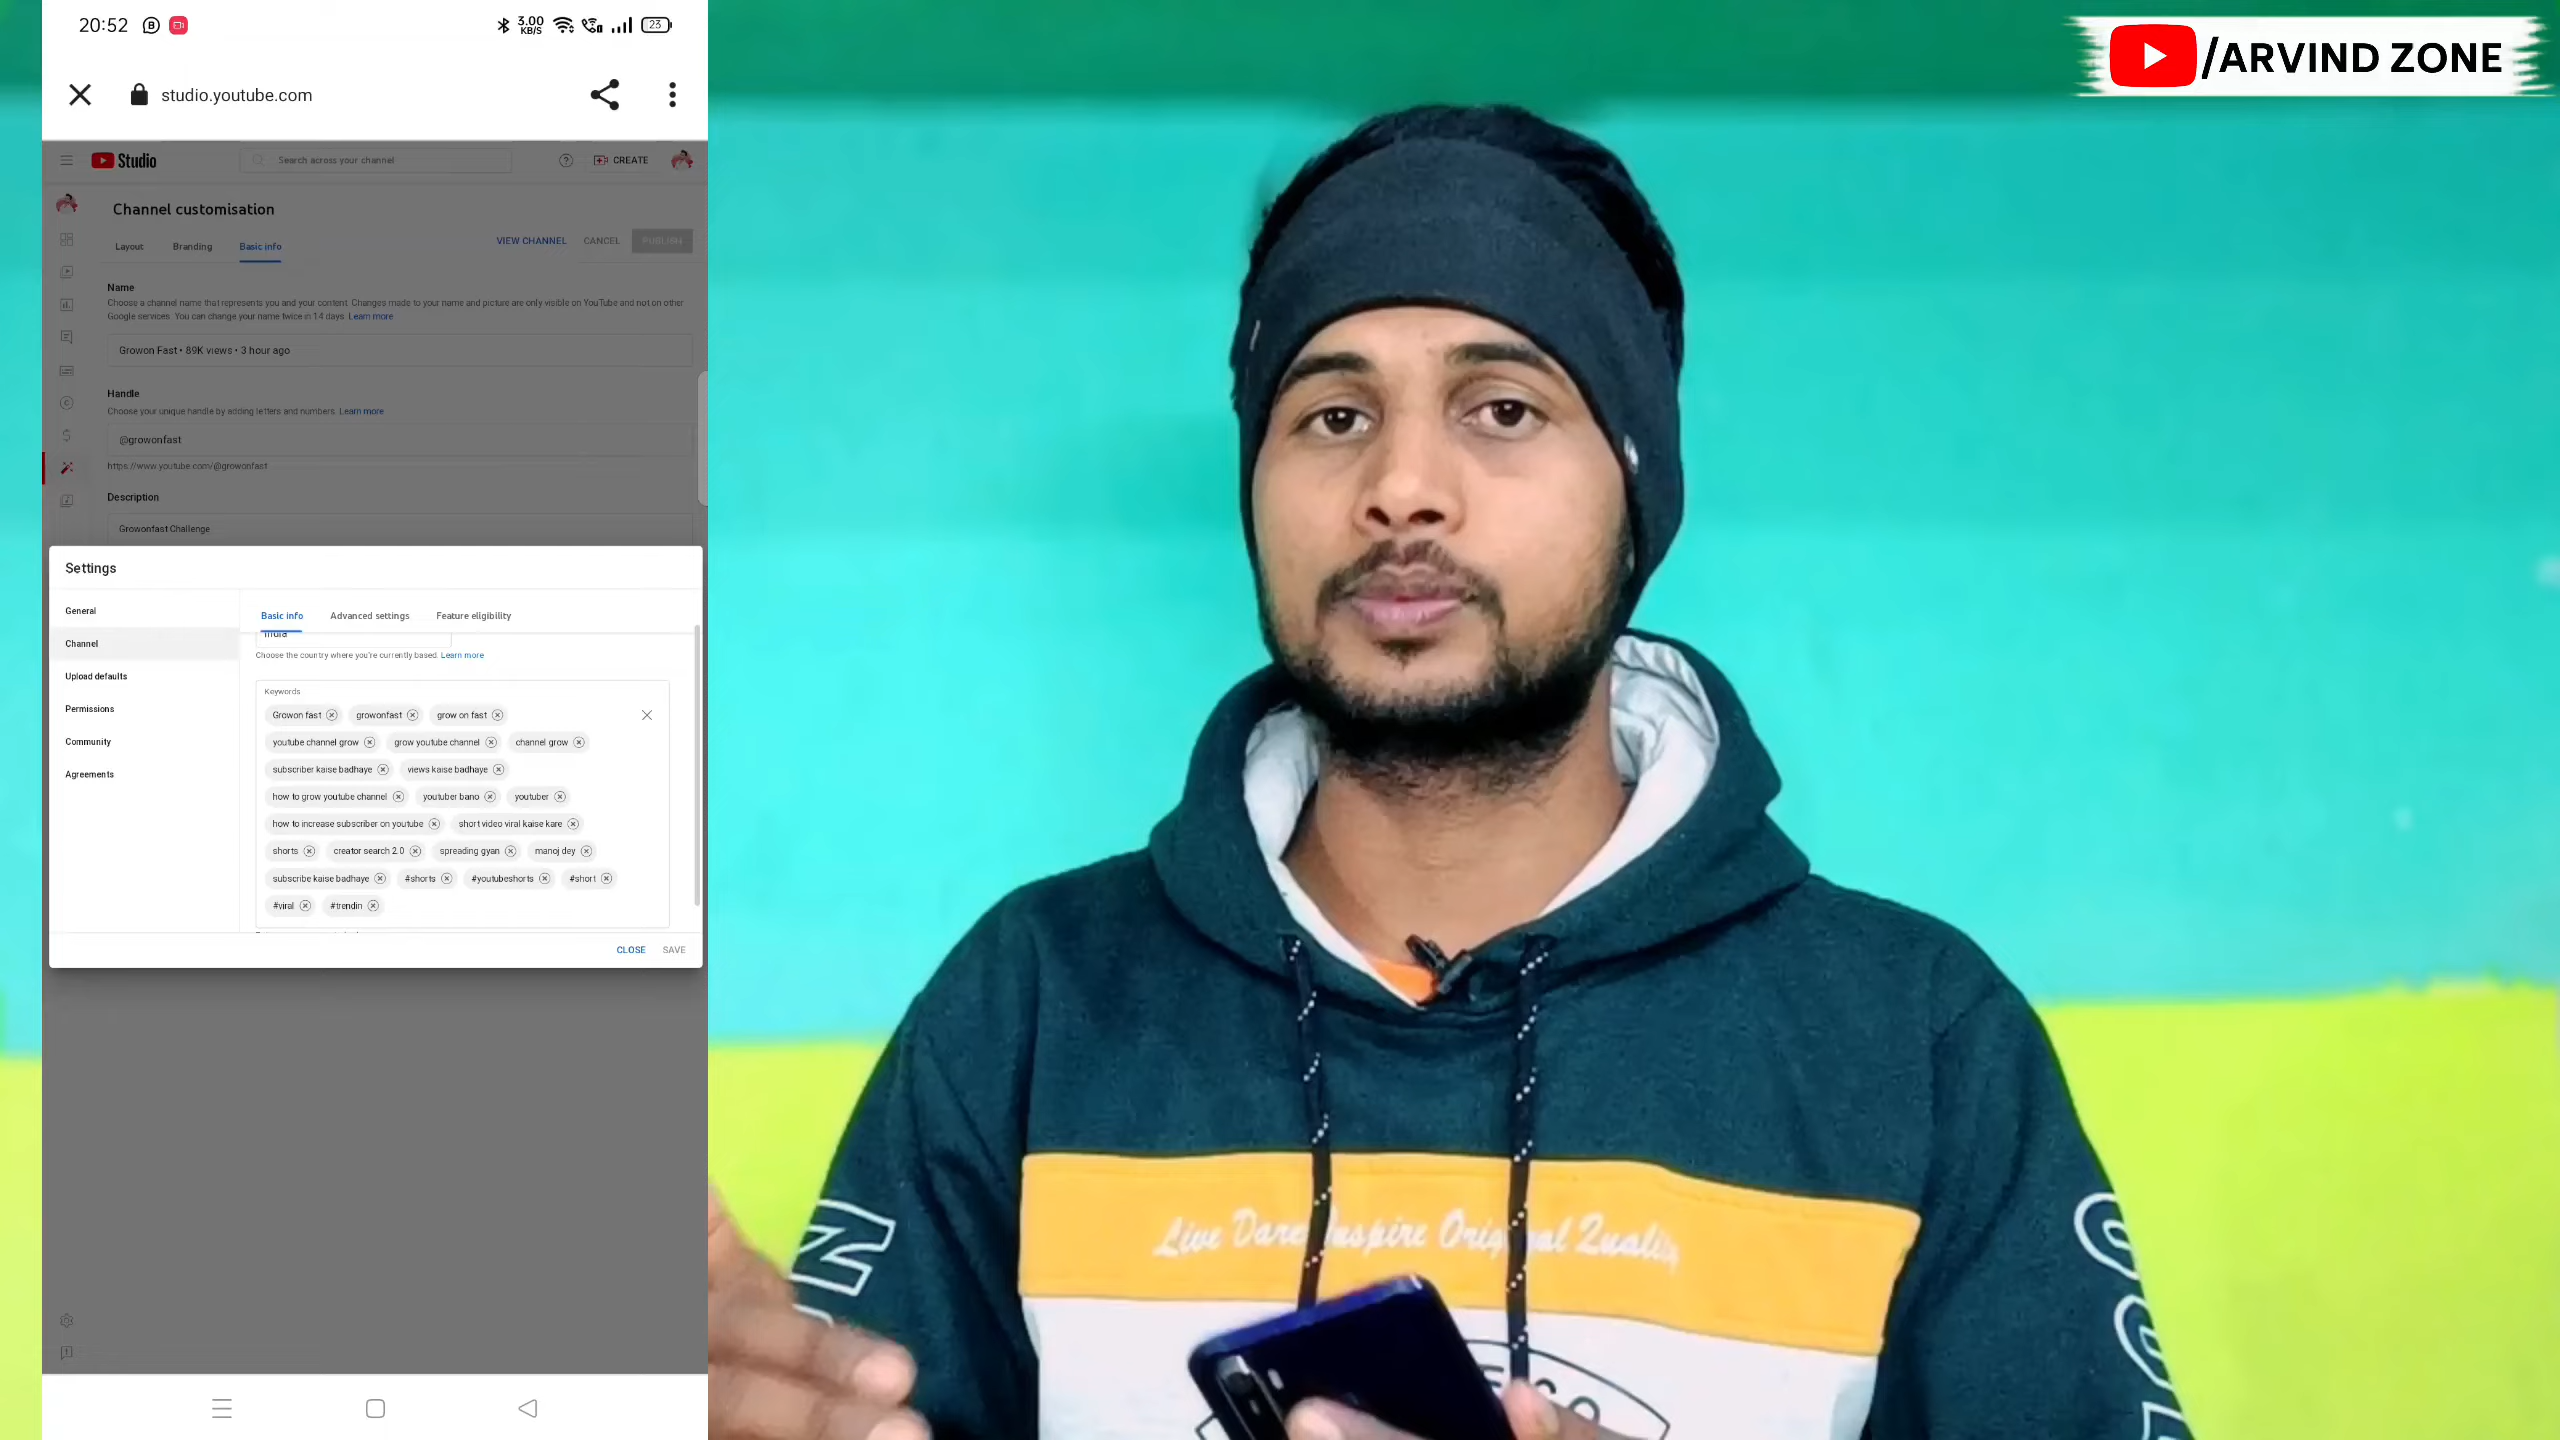 20:52
3.00
KB/S
23
studio.youtube.com
/ARVIND ZONE
Studio
Search across your channel
CREATE
Channel customisation
Layout
Branding
Basic info
VIEW CHANNEL
CANCEL
PUBLISH
Name
Choose a channel name that represents you and your content. Changes made to your name and picture are only visible on YouTube and not on other
Google services. You can change your name twice in 14 days. Learn more
Growon Fast • 89K views • 3 hour ago
Handle
Choose your unique handle by adding letters and numbers. Learn more
@growonfast
https://www.youtube.com/@growonfast
Description
Growonfast Challenge
Settings
General
Channel
Upload defaults
Permissions
Community
Agreements
Basic info
Advanced settings
Feature eligibility
India
Choose the country where you're currently based. Learn more
Keywords
Growon fast growonfast grow on fast
youtube channel grow grow youtube channel channel grow
subscriber kaise badhaye views kaise badhaye
how to grow youtube channel youtuber bano youtuber
how to increase subscriber on youtube short video viral kaise kare
shorts creator search 2.0 spreading gyan manoj dey
subscribe kaise badhaye #shorts #youtubeshorts #short
#viral #trendin
CLOSE SAVE
Live Dare Inspire Original Quality